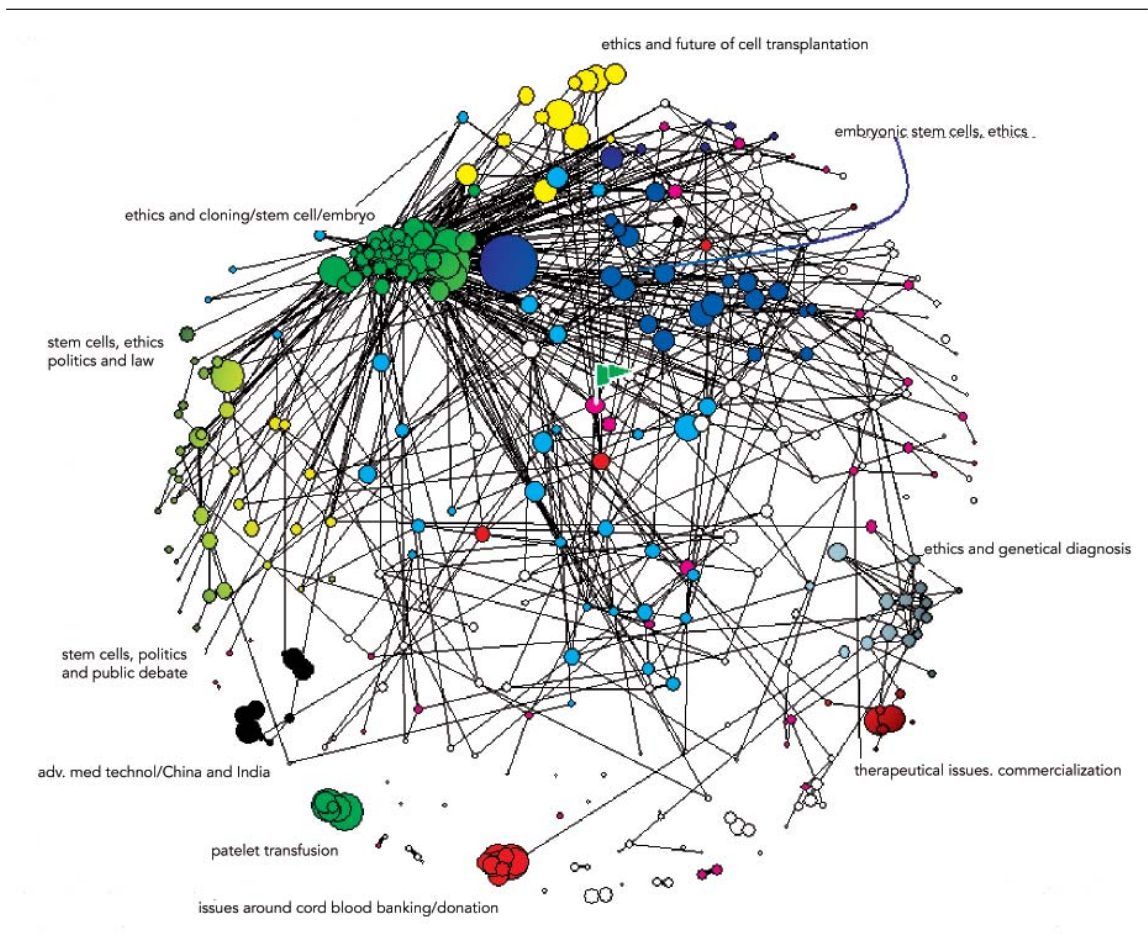 ethics and future of cell transplantation
embryonic stem cells, ethics
ethics and cloning/stem cell/embryo
stem cells, ethics
politics and law
ethics and genetical diagnosis
stem cells, politics
and public debate
adv. med technol/China and India
therapeutical issues. commercialization
patelet transfusion
issues around cord blood banking/donation